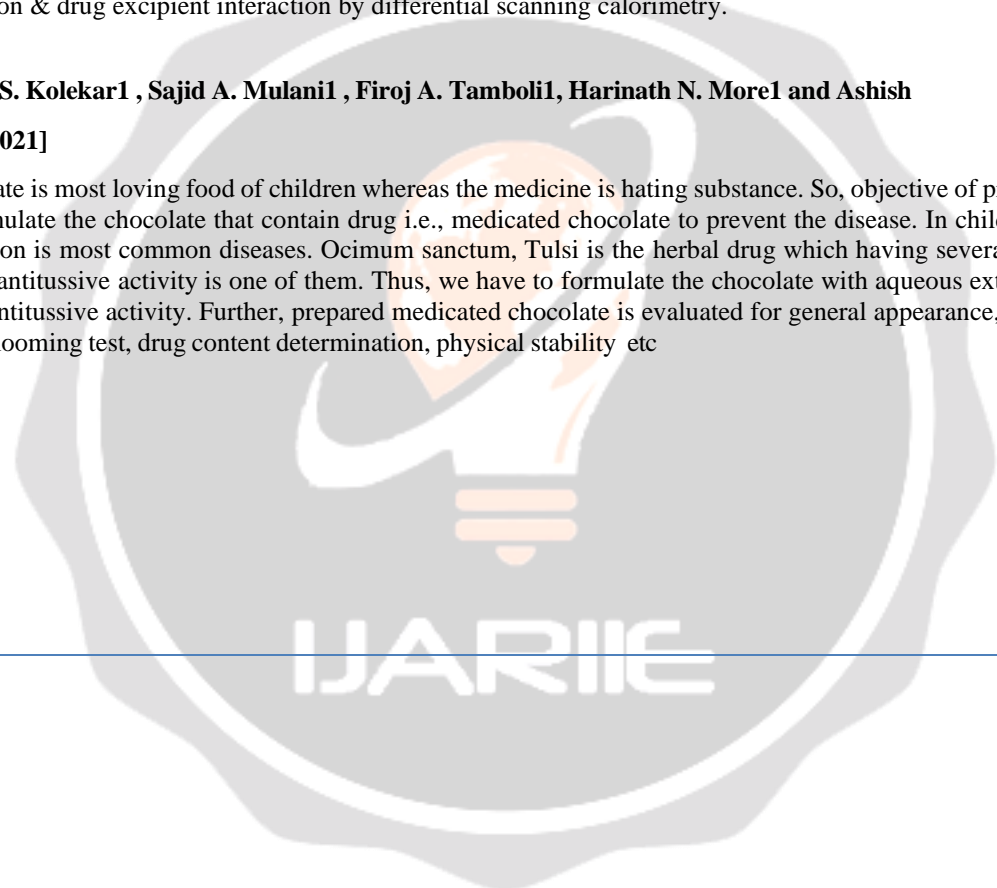 on & drug excipient interaction by differential scanning calorimetry.
S. Kolekar1 , Sajid A. Mulani1 , Firoj A. Tamboli1, Harinath N. More1 and Ashish
021]
ate is most loving food of children whereas the medicine is hating substance. So, objective of p
nulate the chocolate that contain drug i.e., medicated chocolate to prevent the disease. In chil
on is most common diseases. Ocimum sanctum, Tulsi is the herbal drug which having severa
antitussive activity is one of them. Thus, we have to formulate the chocolate with aqueous ext
ntitussive activity. Further, prepared medicated chocolate is evaluated for general appearance,
looming test, drug content determination, physical stability etc
IJARIIE